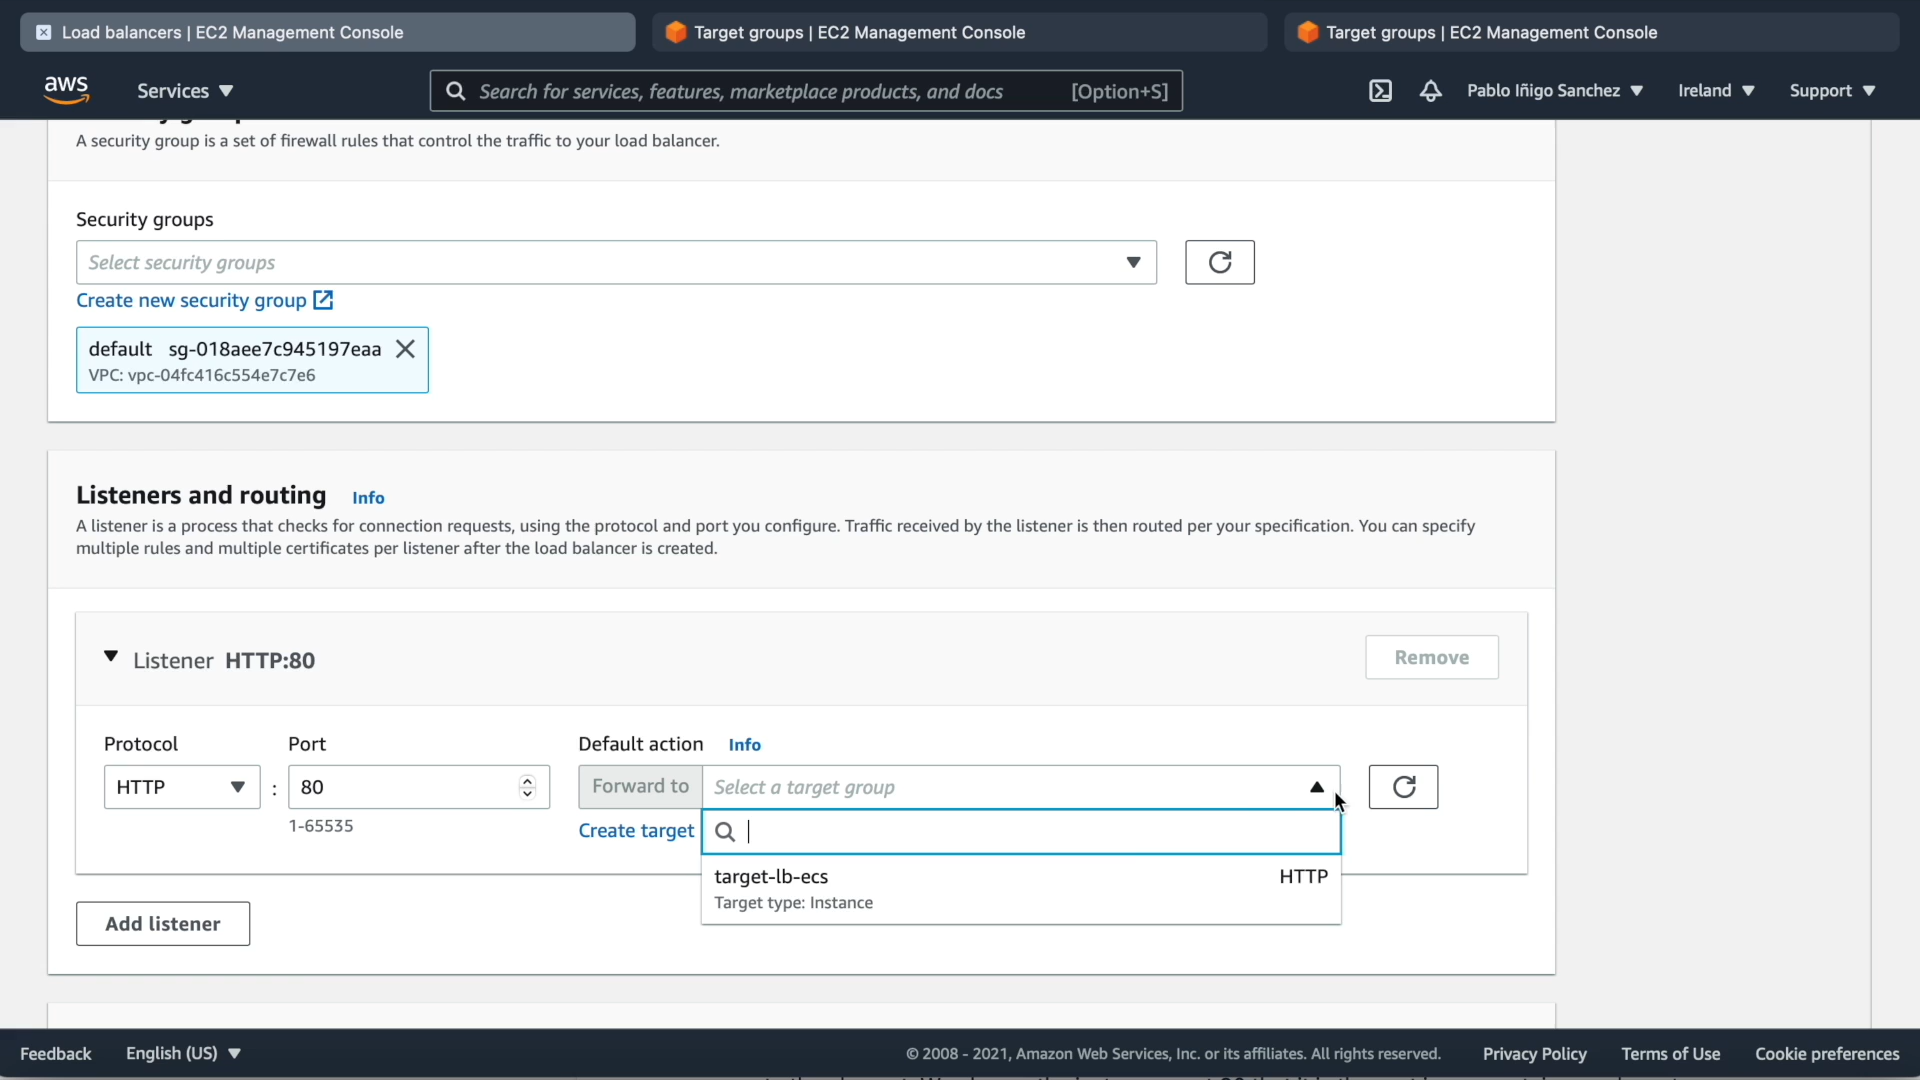 Load balancers | EC2 Management Console
Target groups | EC2 Management Console
Target groups | EC2 Management Console
aws
Services
Search for services, features, marketplace products, and docs
[Option+S]
Pablo Iñigo Sanchez
Ireland
Support
A security group is a set of firewall rules that control the traffic to your load balancer.
Security groups
Select security groups
Create new security group
default sg-018aee7c945197eaa
VPC: vpc-04fc416c554e7c7e6
Listeners and routing Info
A listener is a process that checks for connection requests, using the protocol and port you configure. Traffic received by the listener is then routed per your specification. You can specify
multiple rules and multiple certificates per listener after the load balancer is created.
Listener HTTP:80
Remove
Protocol
Port
Default action Info
HTTP
:
80
Forward to
Select a target group
1-65535
Create target
target-lb-ecs
HTTP
Target type: Instance
Add listener
Feedback
English (US)
© 2008 - 2021, Amazon Web Services, Inc. or its affiliates. All rights reserved.
Privacy Policy
Terms of Use
Cookie preferences